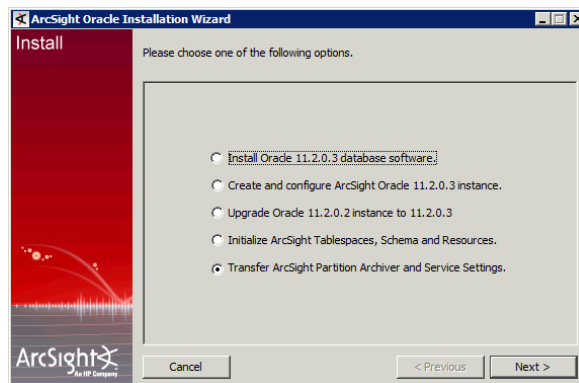 ArcSight Oracle Installation Wizard
Install
Please choose one of the following options.
Install Oracle 11.2.0.3 database software.
Create and configure ArcSight Oracle 11.2.0.3 instance.
Upgrade Oracle 11.2.0.2 instance to 11.2.0.3
Initialize ArcSight Tablespaces, Schema and Resources.
Transfer ArcSight Partition Archiver and Service Settings.
ArcSight
An HP Company
Cancel
< Previous
Next >